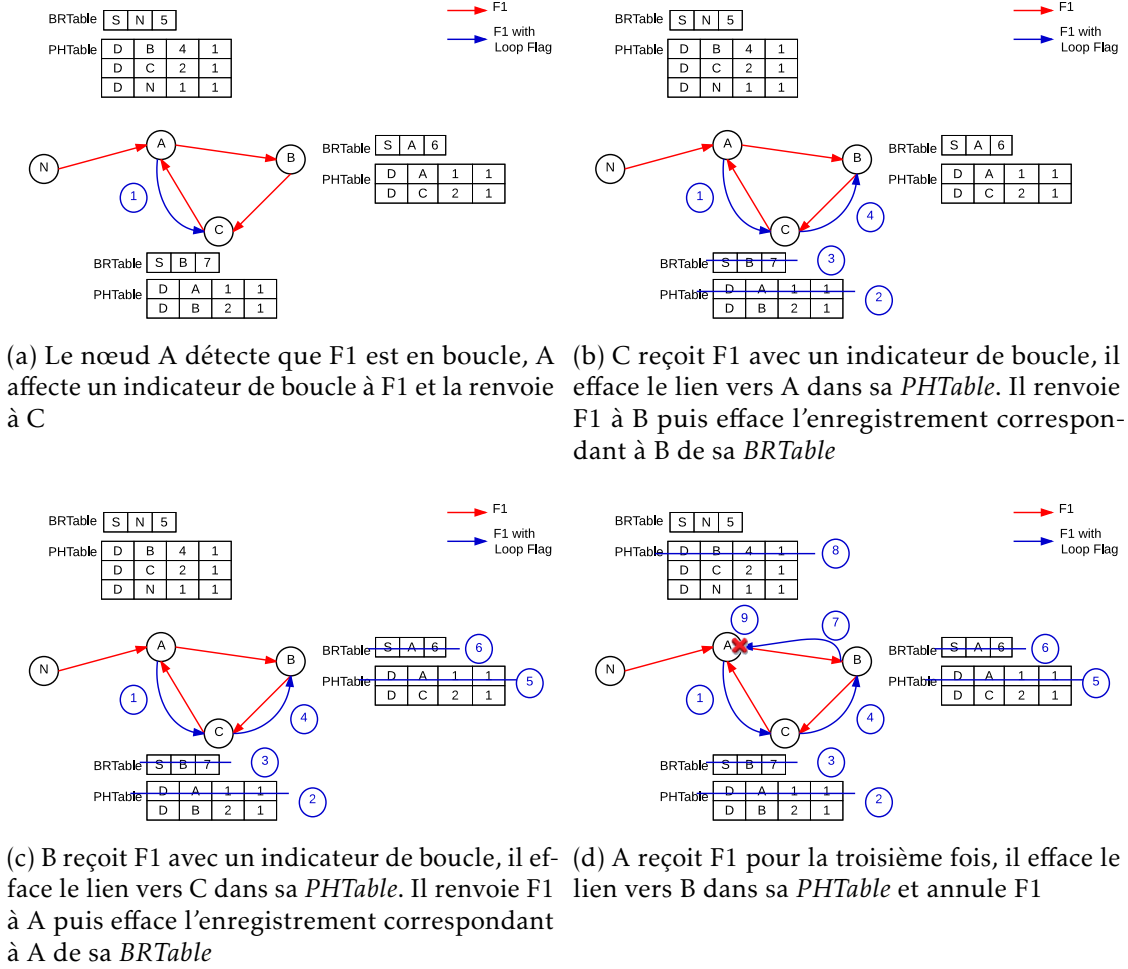 BRTable S N 5
F1
F1 with
Loop Flag
PHTable D B 4 1
D C 2 1
D N 1 1
N
A
B
C
1
BRTable S A 6
PHTable D A 1 1
D C 2 1
BRTable S B 7
PHTable D A 1 1
D B 2 1
(a) Le nœud A détecte que F1 est en boucle, A
affecte un indicateur de boucle à F1 et la renvoie
à C
BRTable S N 5
F1
F1 with
Loop Flag
PHTable D B 4 1
D C 2 1
D N 1 1
N
A
B
C
1
4
BRTable S A 6
PHTable D A 1 1
D C 2 1
BRTable S B 7 3
PHTable D A 1 1 2
D B 2 1
(b) C reçoit F1 avec un indicateur de boucle, il
efface le lien vers A dans sa PHTable. Il renvoie
F1 à B puis efface l'enregistrement correspon-
dant à B de sa BRTable
BRTable S N 5
F1
F1 with
Loop Flag
PHTable D B 4 1
D C 2 1
D N 1 1
N
A
B
C
1
4
BRTable S A 6 6
PHTable D A 1 1 5
D C 2 1
BRTable S B 7 3
PHTable D A 1 1 2
D B 2 1
(c) B reçoit F1 avec un indicateur de boucle, il ef-
face le lien vers C dans sa PHTable. Il renvoie F1
à A puis efface l'enregistrement correspondant
à A de sa BRTable
BRTable S N 5
F1
F1 with
Loop Flag
PHTable D B 4 1 8
D C 2 1
D N 1 1
9
7
N
A
B
C
1
4
BRTable S A 6 6
PHTable D A 1 1 5
D C 2 1
BRTable S B 7 3
PHTable D A 1 1 2
D B 2 1
(d) A reçoit F1 pour la troisième fois, il efface le
lien vers B dans sa PHTable et annule F1